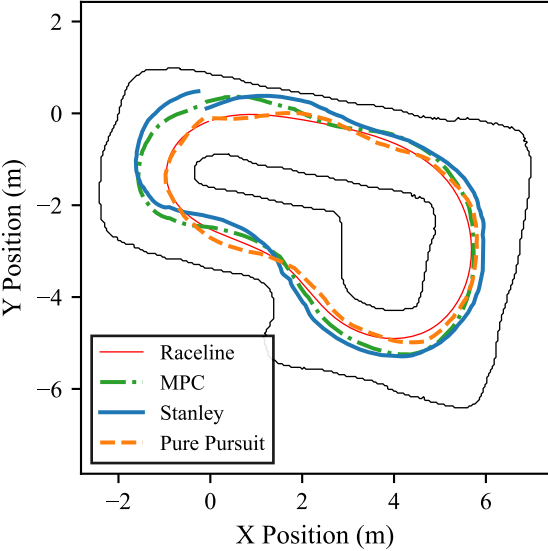 2
0
−2
−4
−6
Y Position (m)
Raceline
MPC
Stanley
Pure Pursuit
−2
0
2
4
6
X Position (m)